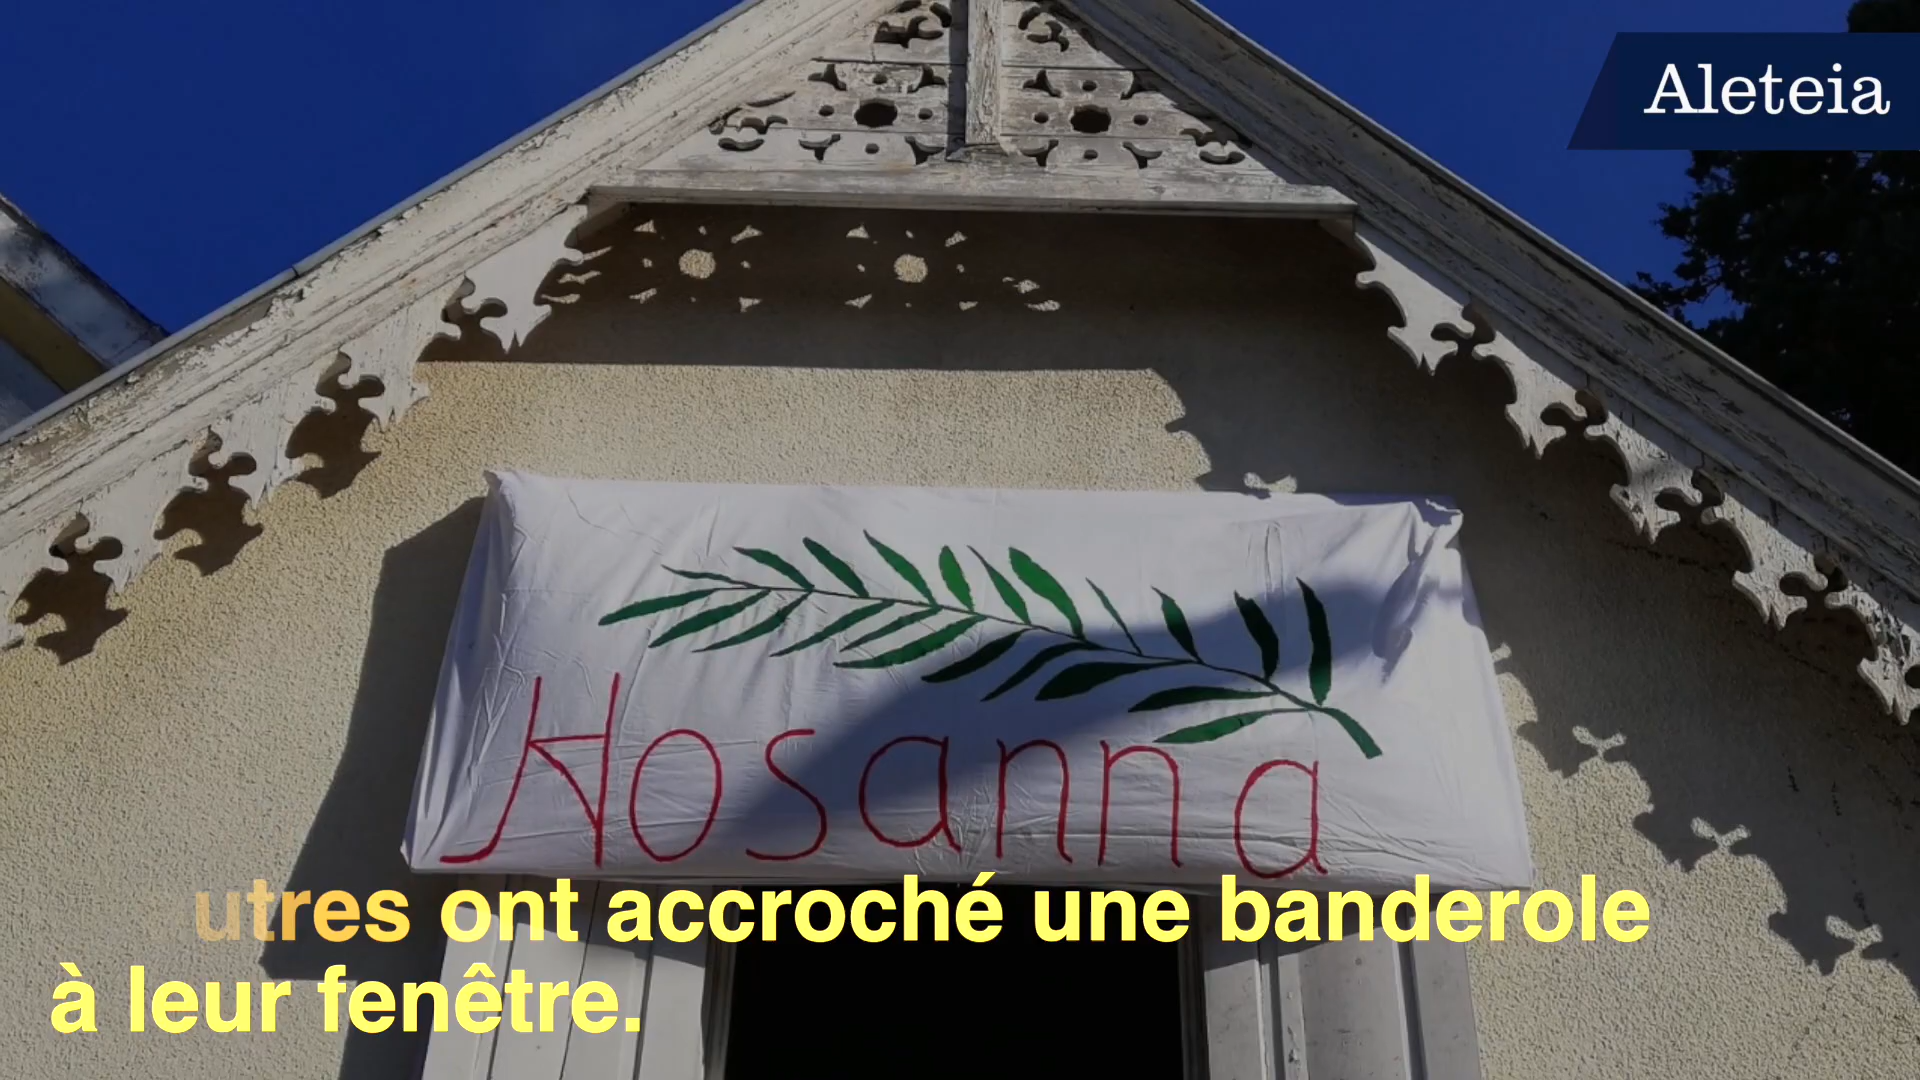 Aleteia
Hosanna
utres ont accroché une banderole
à leur fenêtre.